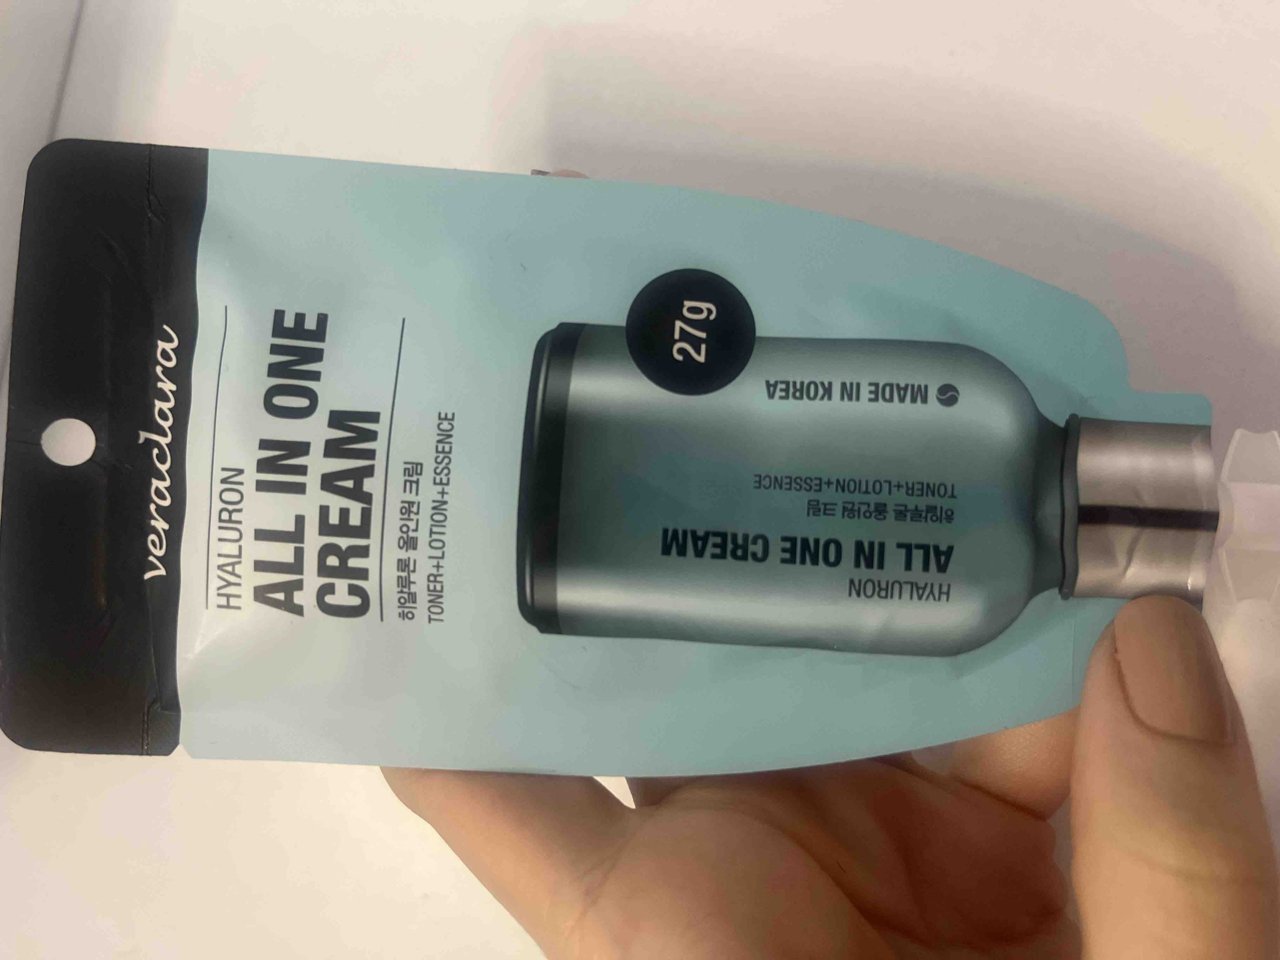 veraclara
HYALURON
ALL IN ONE
CREAM
히알루론 올인원 크림
TONER+LOTION+ESSENCE
27g
HYALURON
ALL IN ONE CREAM
히알루론 올인원 크림
TONER+LOTION+ESSENCE
MADE IN KOREA